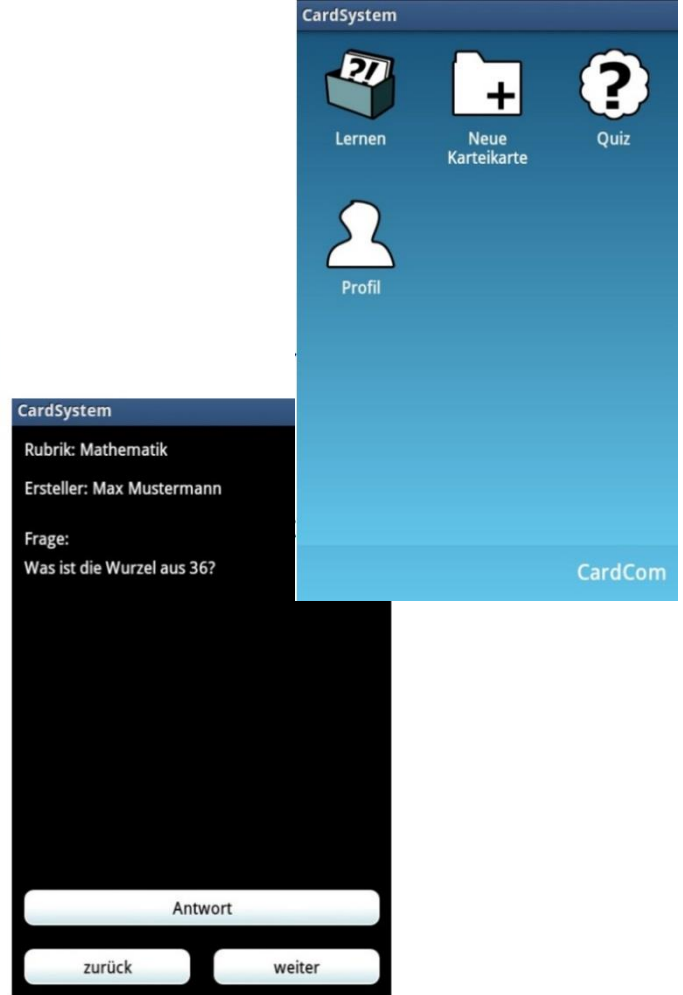 CardSystem
?!
+
?
Lernen
Neue
Karteikarte
Quiz
Profil
CardCom
CardSystem
Rubrik: Mathematik
Ersteller: Max Mustermann
Frage:
Was ist die Wurzel aus 36?
Antwort
zurück
weiter